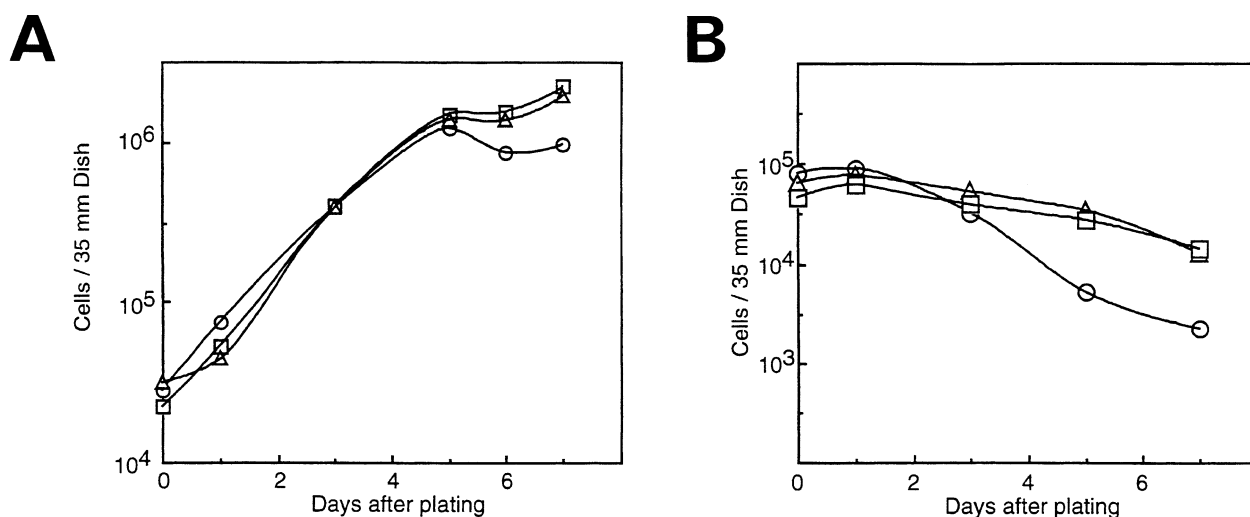 A
Cells / 35 mm Dish
10^6
10^5
10^4
0 2 4 6
Days after plating
B
Cells / 35 mm Dish
10^5
10^4
10^3
0 2 4 6
Days after plating